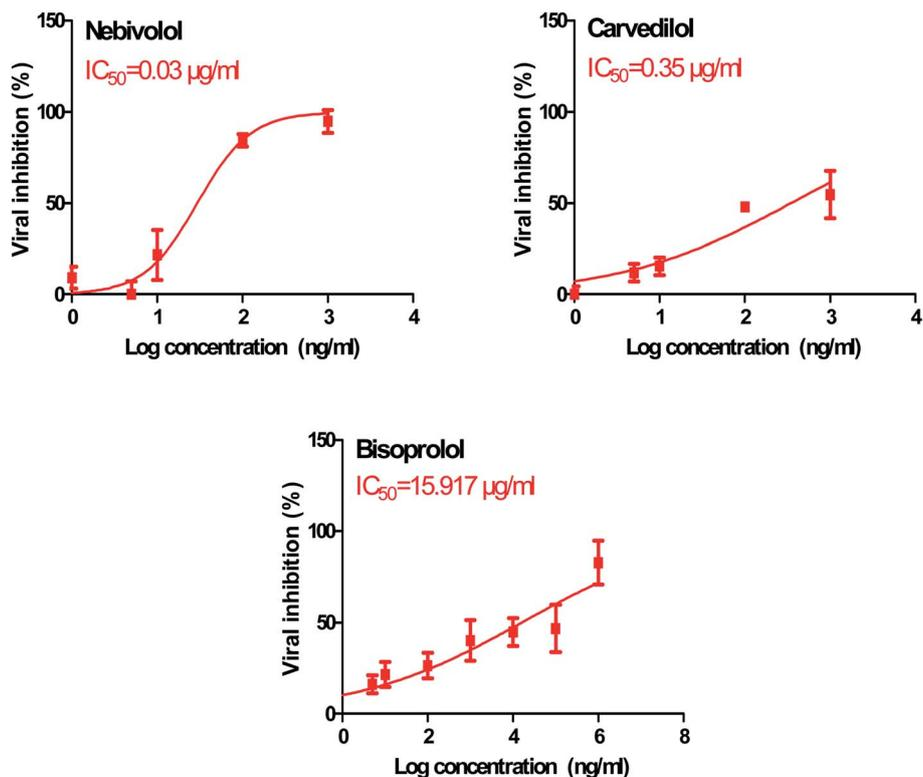 Nebivolol
IC50=0.03 µg/ml
Viral inhibition (%)
150
100
50
0
0 1 2 3 4
Log concentration (ng/ml)
Carvedilol
IC50=0.35 µg/ml
Viral inhibition (%)
150
100
50
0
0 1 2 3 4
Log concentration (ng/ml)
Bisoprolol
IC50=15.917 µg/ml
Viral inhibition (%)
150
100
50
0
0 2 4 6 8
Log concentration (ng/ml)